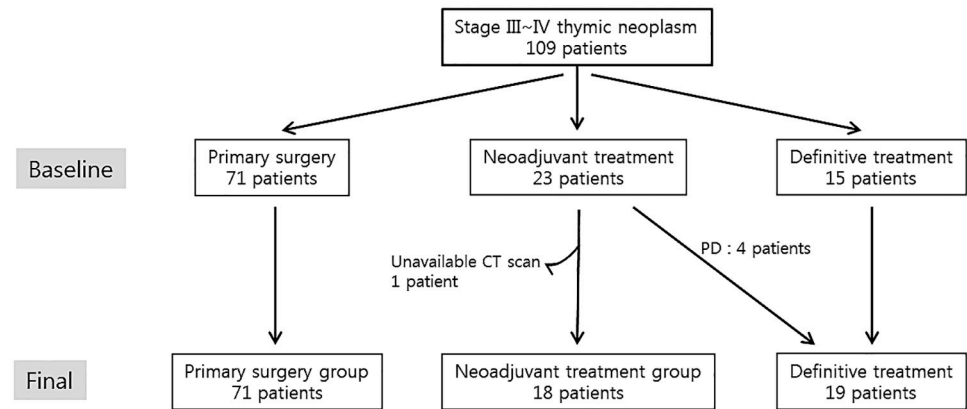 Stage Ⅲ~Ⅳ thymic neoplasm
109 patients
Baseline
Primary surgery
71 patients
Neoadjuvant treatment
23 patients
Definitive treatment
15 patients
Unavailable CT scan
1 patient
PD : 4 patients
Final
Primary surgery group
71 patients
Neoadjuvant treatment group
18 patients
Definitive treatment
19 patients